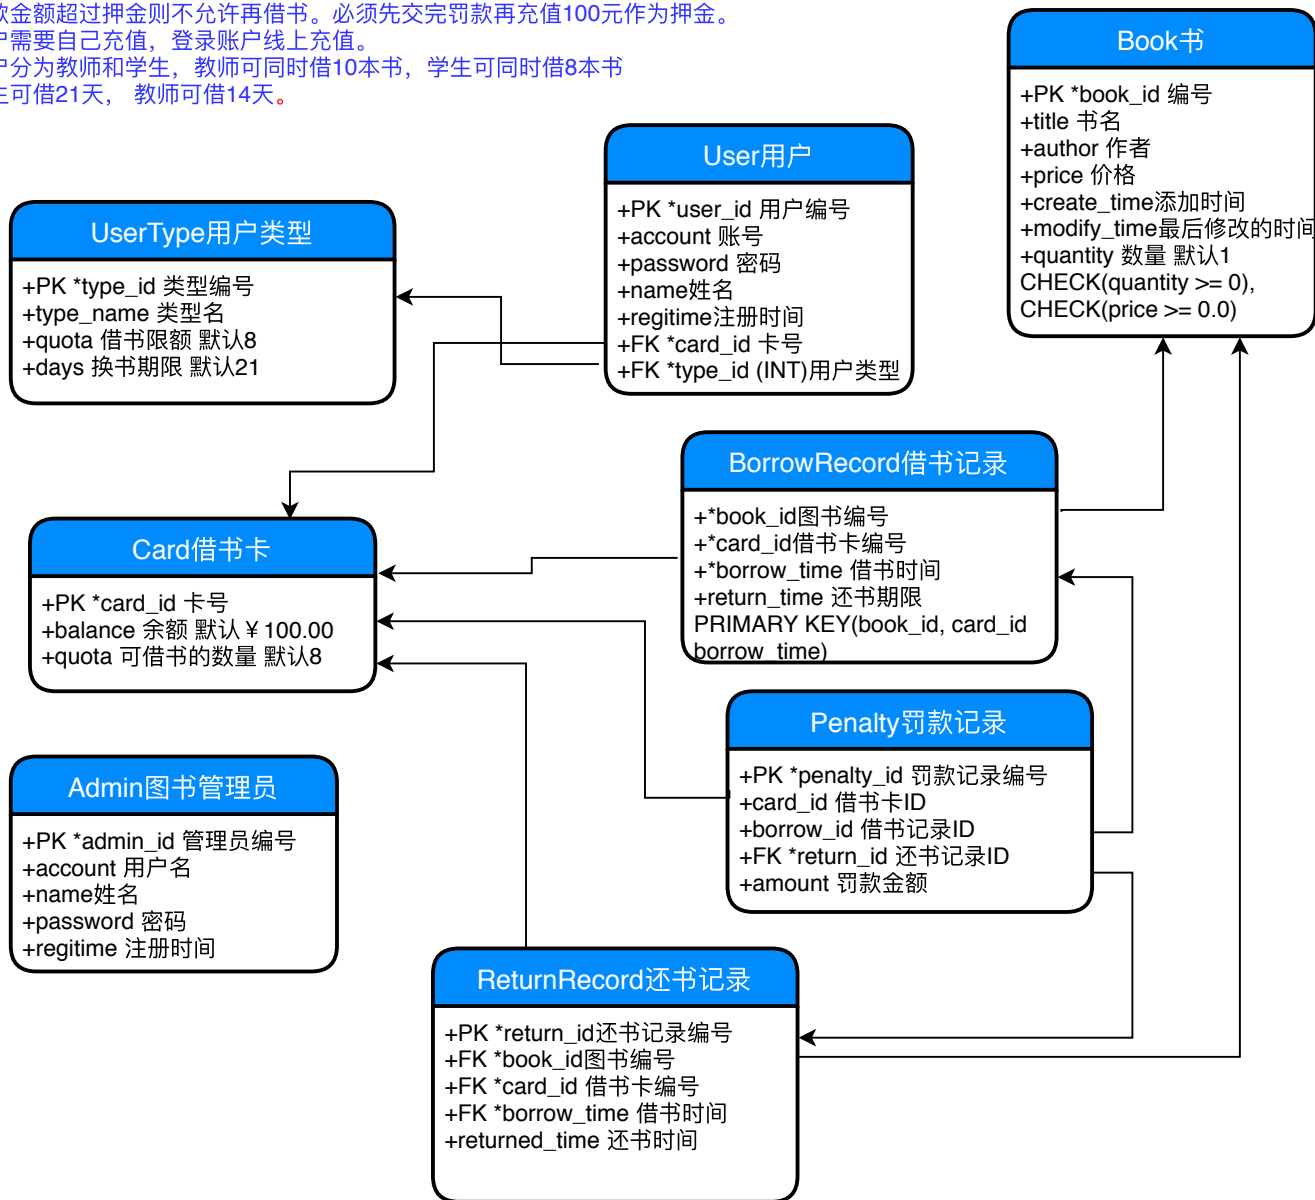 款金额超过押金则不允许再借书。必须先交完罚款再充值100元作为押金。
户需要自己充值，登录账户线上充值。
户分为教师和学生，教师可同时借10本书，学生可同时借8本书
生可借21天， 教师可借14天。
Book书
+PK *book_id 编号
+title 书名
+author 作者
+price 价格
+create_time添加时间
+modify_time最后修改的时间
+quantity 数量 默认1
CHECK(quantity >= 0),
CHECK(price >= 0.0)
User用户
+PK *user_id 用户编号
+account 账号
+password 密码
+name姓名
+regitime注册时间
+FK *card_id 卡号
+FK *type_id (INT)用户类型
UserType用户类型
+PK *type_id 类型编号
+type_name 类型名
+quota 借书限额 默认8
+days 换书期限 默认21
BorrowRecord借书记录
+*book_id图书编号
+*card_id借书卡编号
+*borrow_time 借书时间
+return_time 还书期限
PRIMARY KEY(book_id, card_id
borrow_time)
Card借书卡
+PK *card_id 卡号
+balance 余额 默认￥100.00
+quota 可借书的数量 默认8
Penalty罚款记录
+PK *penalty_id 罚款记录编号
+card_id 借书卡ID
+borrow_id 借书记录ID
+FK *return_id 还书记录ID
+amount 罚款金额
Admin图书管理员
+PK *admin_id 管理员编号
+account 用户名
+name姓名
+password 密码
+regitime 注册时间
ReturnRecord还书记录
+PK *return_id还书记录编号
+FK *book_id图书编号
+FK *card_id 借书卡编号
+FK *borrow_time 借书时间
+returned_time 还书时间